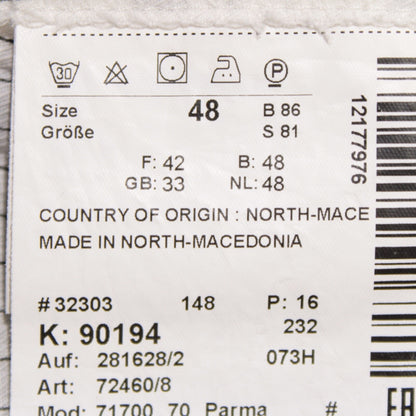 30 P
Size 48 B 86
Größe S 81
F: 42 B: 48
GB: 33 NL: 48
COUNTRY OF ORIGIN : NORTH-MACE
MADE IN NORTH-MACEDONIA
# 32303 148 P: 16
K: 90194 232
Auf: 281628/2 073H
Art: 72460/8
Mod: 71700 70 Parma #
12177976